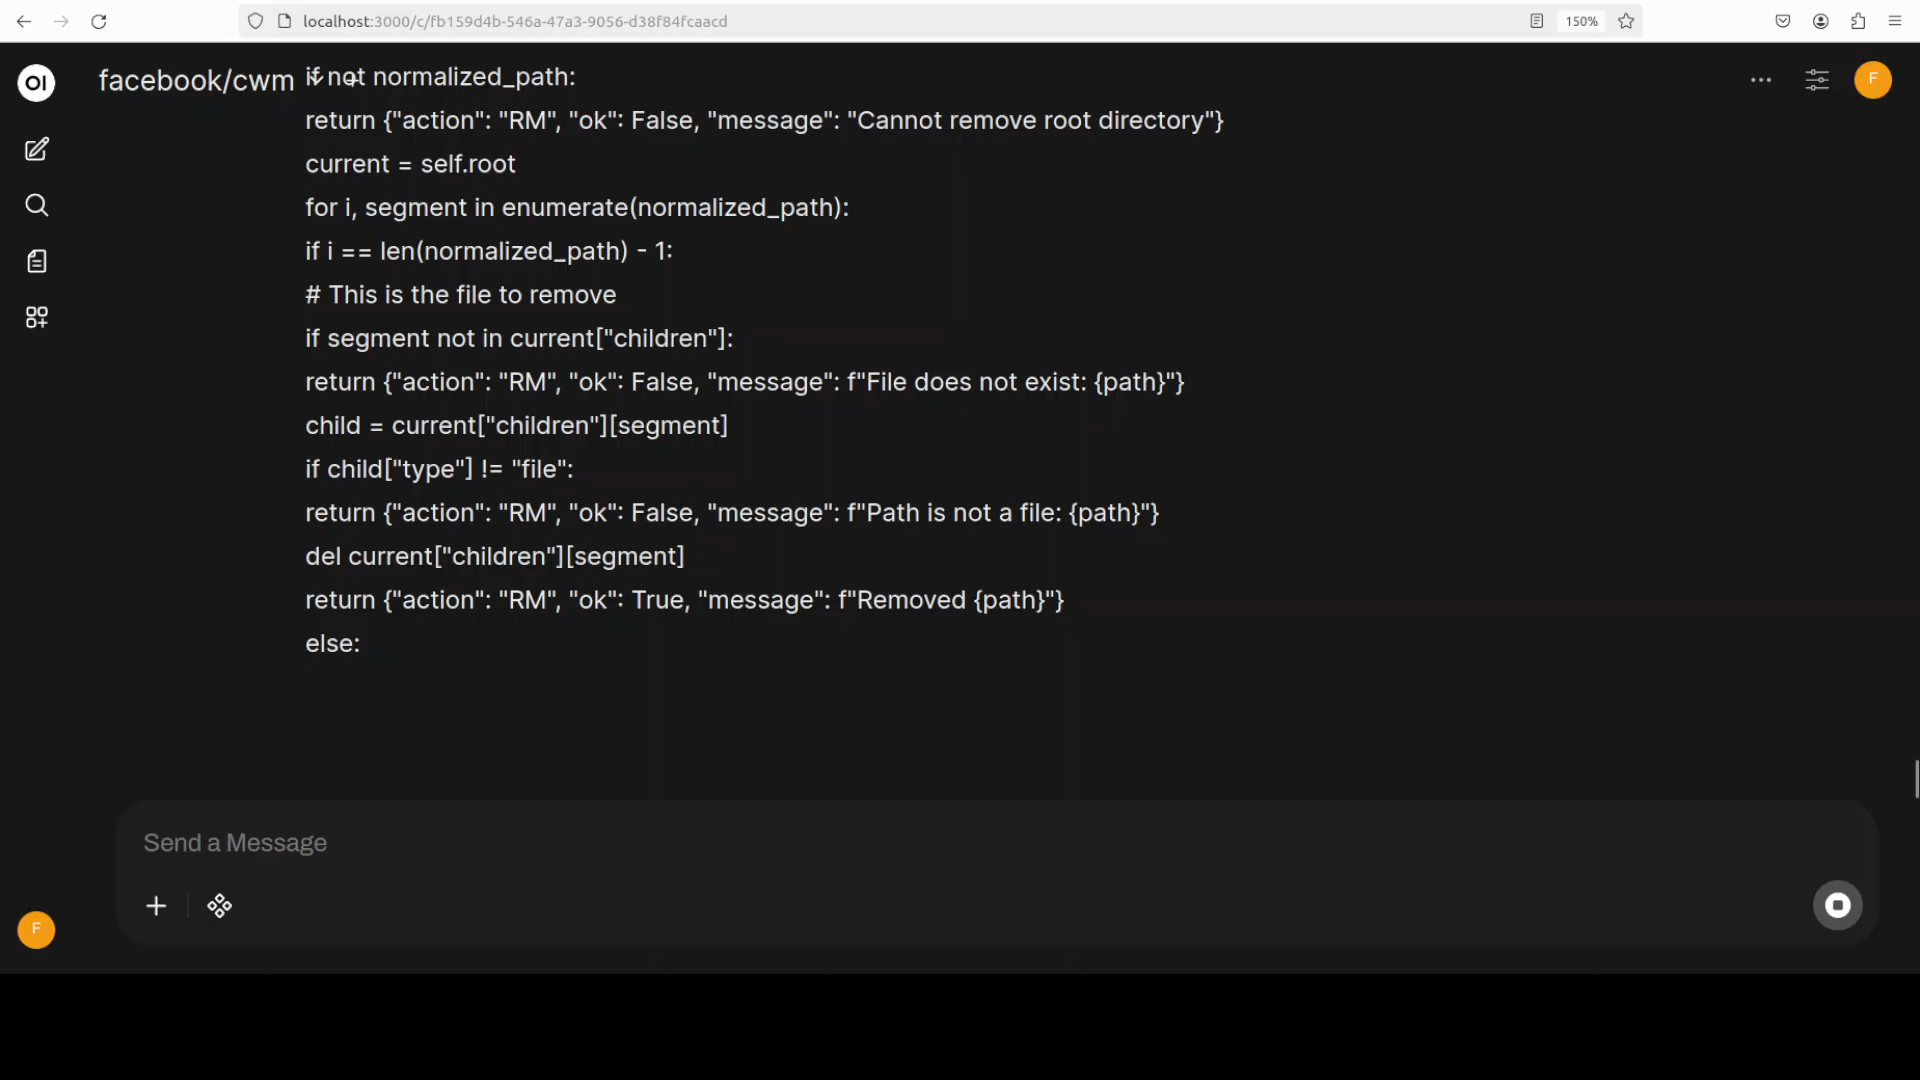 localhost:3000/c/fb159d4b-546a-47a3-9056-d38f84fcaacd
150%
OI
facebook/cwm
F
if not normalized_path:
return {"action": "RM", "ok": False, "message": "Cannot remove root directory"}
current = self.root
for i, segment in enumerate(normalized_path):
if i == len(normalized_path) - 1:
# This is the file to remove
if segment not in current["children"]:
return {"action": "RM", "ok": False, "message": f"File does not exist: {path}"}
child = current["children"][segment]
if child["type"] != "file":
return {"action": "RM", "ok": False, "message": f"Path is not a file: {path}"}
del current["children"][segment]
return {"action": "RM", "ok": True, "message": f"Removed {path}"}
else:
Send a Message
F